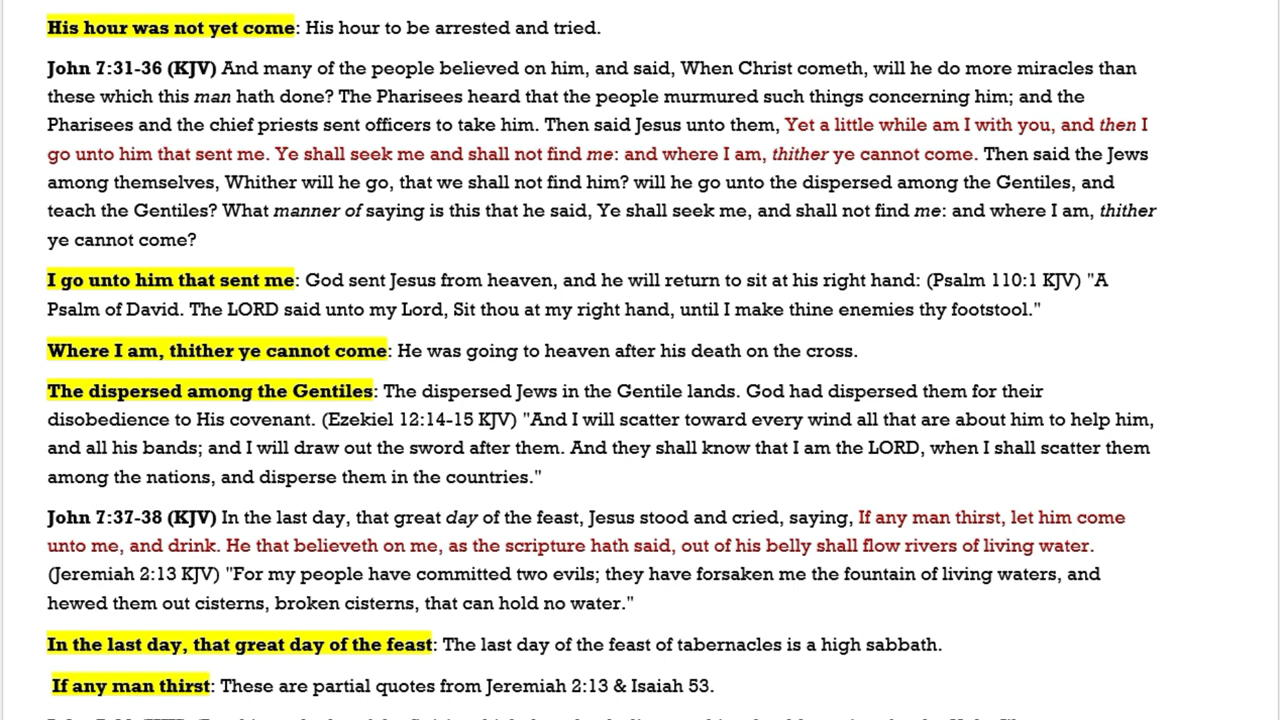 His hour was not yet come: His hour to be arrested and tried.
John 7:31-36 (KJV) And many of the people believed on him, and said, When Christ cometh, will he do more miracles than
these which this man hath done? The Pharisees heard that the people murmured such things concerning him; and the
Pharisees and the chief priests sent officers to take him. Then said Jesus unto them, Yet a little while am I with you, and then I
go unto him that sent me. Ye shall seek me and shall not find me: and where I am, thither ye cannot come. Then said the Jews
among themselves, Whither will he go, that we shall not find him? will he go unto the dispersed among the Gentiles, and
teach the Gentiles? What manner of saying is this that he said, Ye shall seek me, and shall not find me: and where I am, thither
ye cannot come?
I go unto him that sent me: God sent Jesus from heaven, and he will return to sit at his right hand: (Psalm 110:1 KJV) "A
Psalm of David. The LORD said unto my Lord, Sit thou at my right hand, until I make thine enemies thy footstool."
Where I am, thither ye cannot come: He was going to heaven after his death on the cross.
The dispersed among the Gentiles: The dispersed Jews in the Gentile lands. God had dispersed them for their
disobedience to His covenant. (Ezekiel 12:14-15 KJV) "And I will scatter toward every wind all that are about him to help him,
and all his bands; and I will draw out the sword after them. And they shall know that I am the LORD, when I shall scatter them
among the nations, and disperse them in the countries."
John 7:37-38 (KJV) In the last day, that great day of the feast, Jesus stood and cried, saying, If any man thirst, let him come
unto me, and drink. He that believeth on me, as the scripture hath said, out of his belly shall flow rivers of living water.
(Jeremiah 2:13 KJV) "For my people have committed two evils; they have forsaken me the fountain of living waters, and
hewed them out cisterns, broken cisterns, that can hold no water."
In the last day, that great day of the feast: The last day of the feast of tabernacles is a high sabbath.
If any man thirst: These are partial quotes from Jeremiah 2:13 & Isaiah 53.